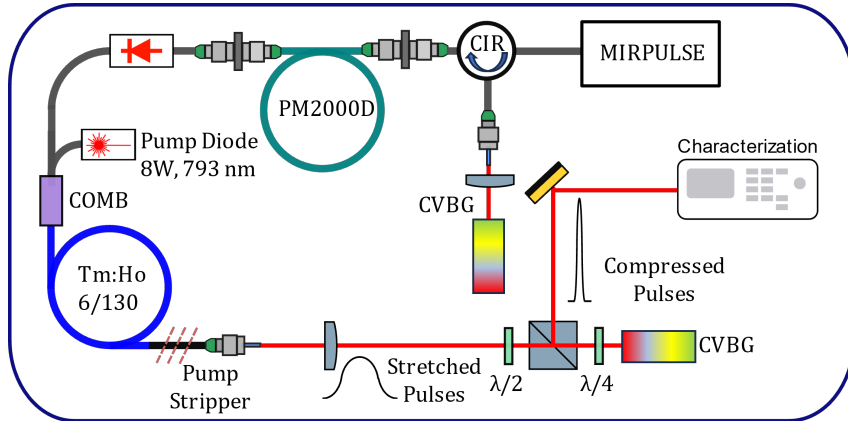 CIR
MIRPULSE
PM2000D
Pump Diode
8W, 793 nm
Characterization
COMB
CVBG
Tm:Ho
6/130
Compressed
Pulses
Pump
Stripper
Stretched
Pulses
λ/2
λ/4
CVBG